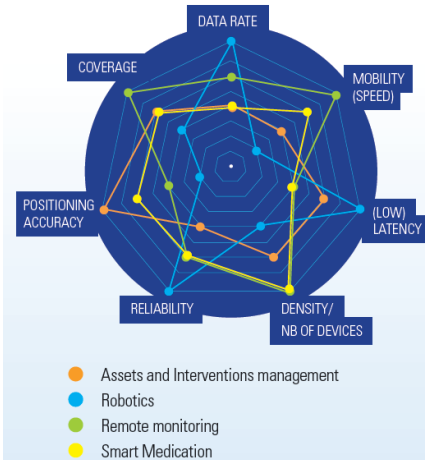 DATA RATE
COVERAGE
MOBILITY
(SPEED)
POSITIONING
ACCURACY
(LOW)
LATENCY
RELIABILITY
DENSITY/
NB OF DEVICES
Assets and Interventions management
Robotics
Remote monitoring
Smart Medication